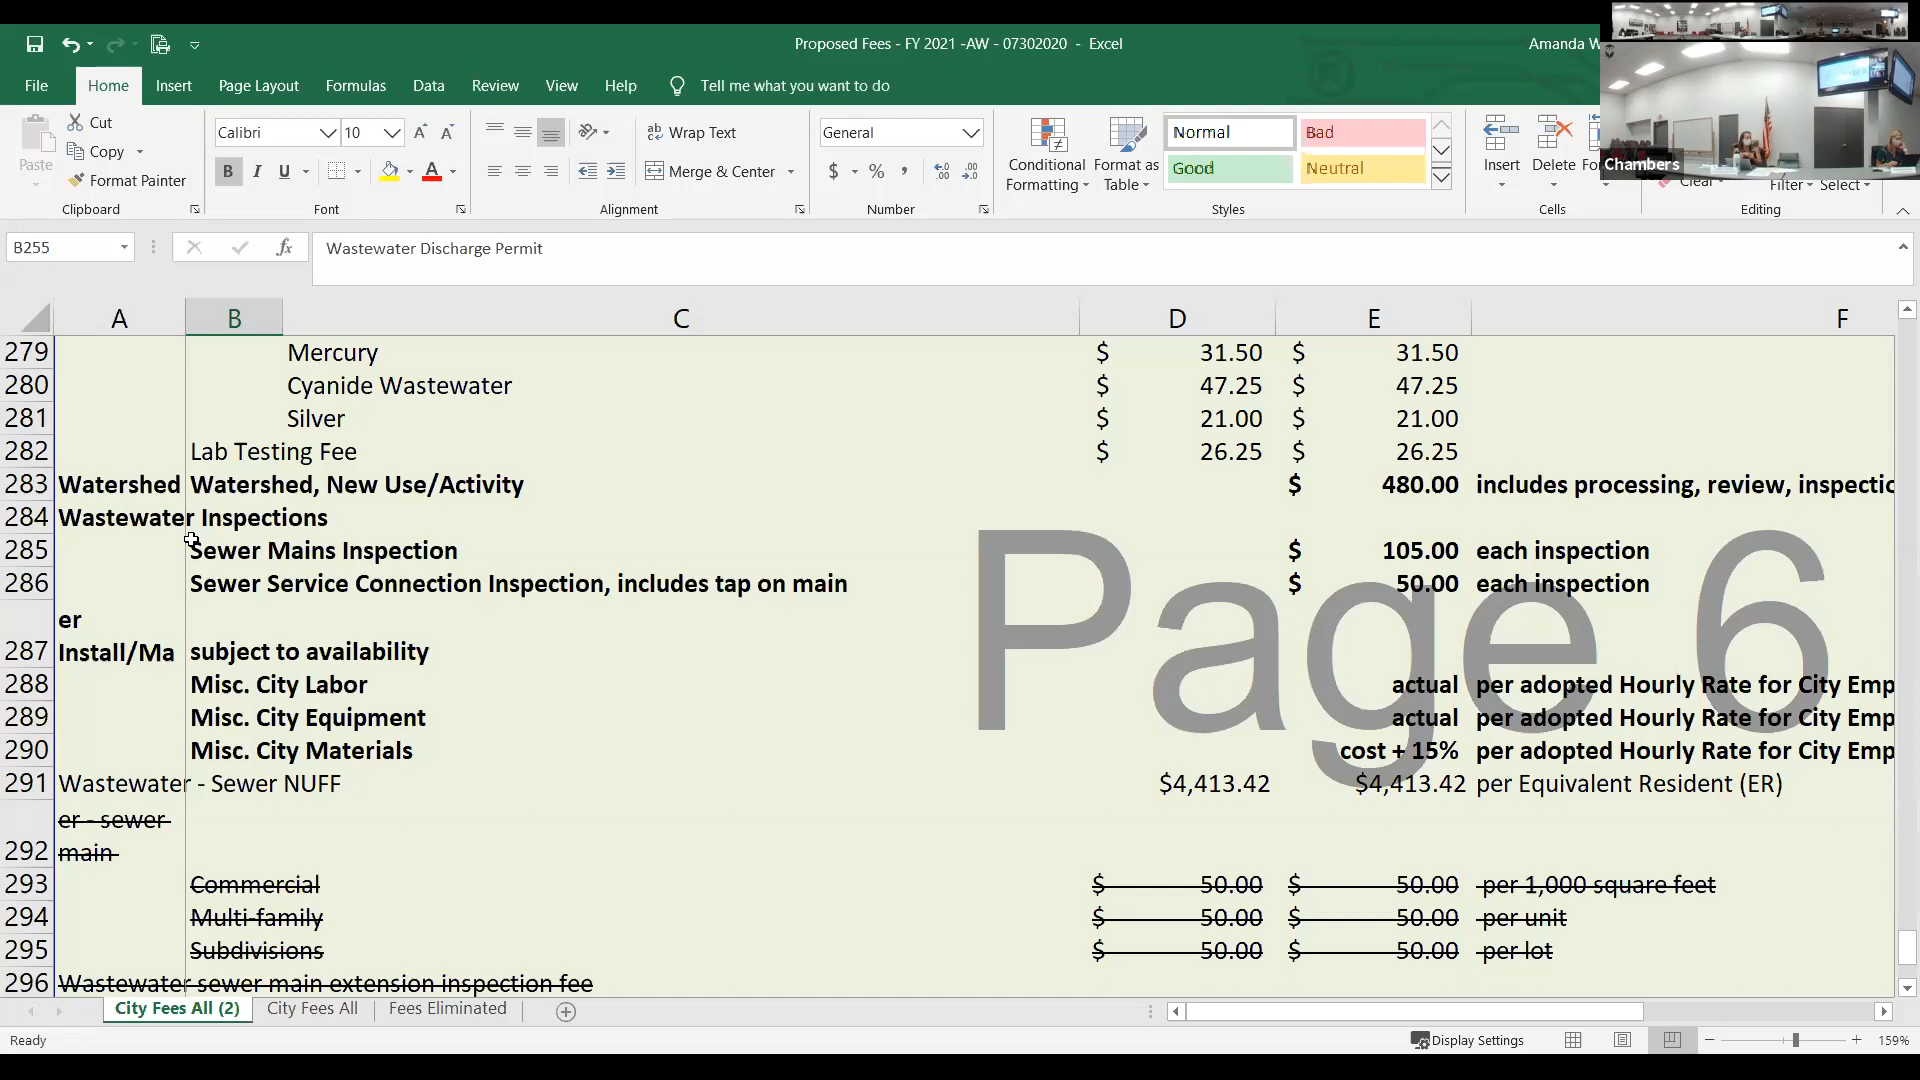 Proposed Fees - FY 2021 -AW - 07302020 - Excel
Amanda W
Chambers
File Home Insert Page Layout Formulas Data Review View Help Tell me what you want to do
Paste
Cut
Copy
Format Painter
Clipboard
Calibri 10
B I U
Font
Wrap Text
Merge & Center
Alignment
General
$ % ,
Number
Conditional Formatting
Format as Table
Normal Bad
Good Neutral
Styles
Insert Delete
Cells
Clear
Filter Select
Editing
B255
fx
Wastewater Discharge Permit
A B C D E F
279 Mercury $ 31.50 $ 31.50
280 Cyanide Wastewater $ 47.25 $ 47.25
281 Silver $ 21.00 $ 21.00
282 Lab Testing Fee $ 26.25 $ 26.25
283 Watershed Watershed, New Use/Activity $ 480.00 includes processing, review, inspectio
284 Wastewater Inspections
285 Sewer Mains Inspection $ 105.00 each inspection
286 Sewer Service Connection Inspection, includes tap on main $ 50.00 each inspection
er
287 Install/Ma subject to availability
288 Misc. City Labor actual per adopted Hourly Rate for City Emp
289 Misc. City Equipment actual per adopted Hourly Rate for City Emp
290 Misc. City Materials cost + 15% per adopted Hourly Rate for City Emp
291 Wastewater - Sewer NUFF $4,413.42 $4,413.42 per Equivalent Resident (ER)
er - sewer
292 main
293 Commercial $ 50.00 $ 50.00 per 1,000 square feet
294 Multi-family $ 50.00 $ 50.00 per unit
295 Subdivisions $ 50.00 $ 50.00 per lot
296 Wastewater sewer main extension inspection fee
Page 6
City Fees All (2) City Fees All Fees Eliminated
Ready
Display Settings
159%